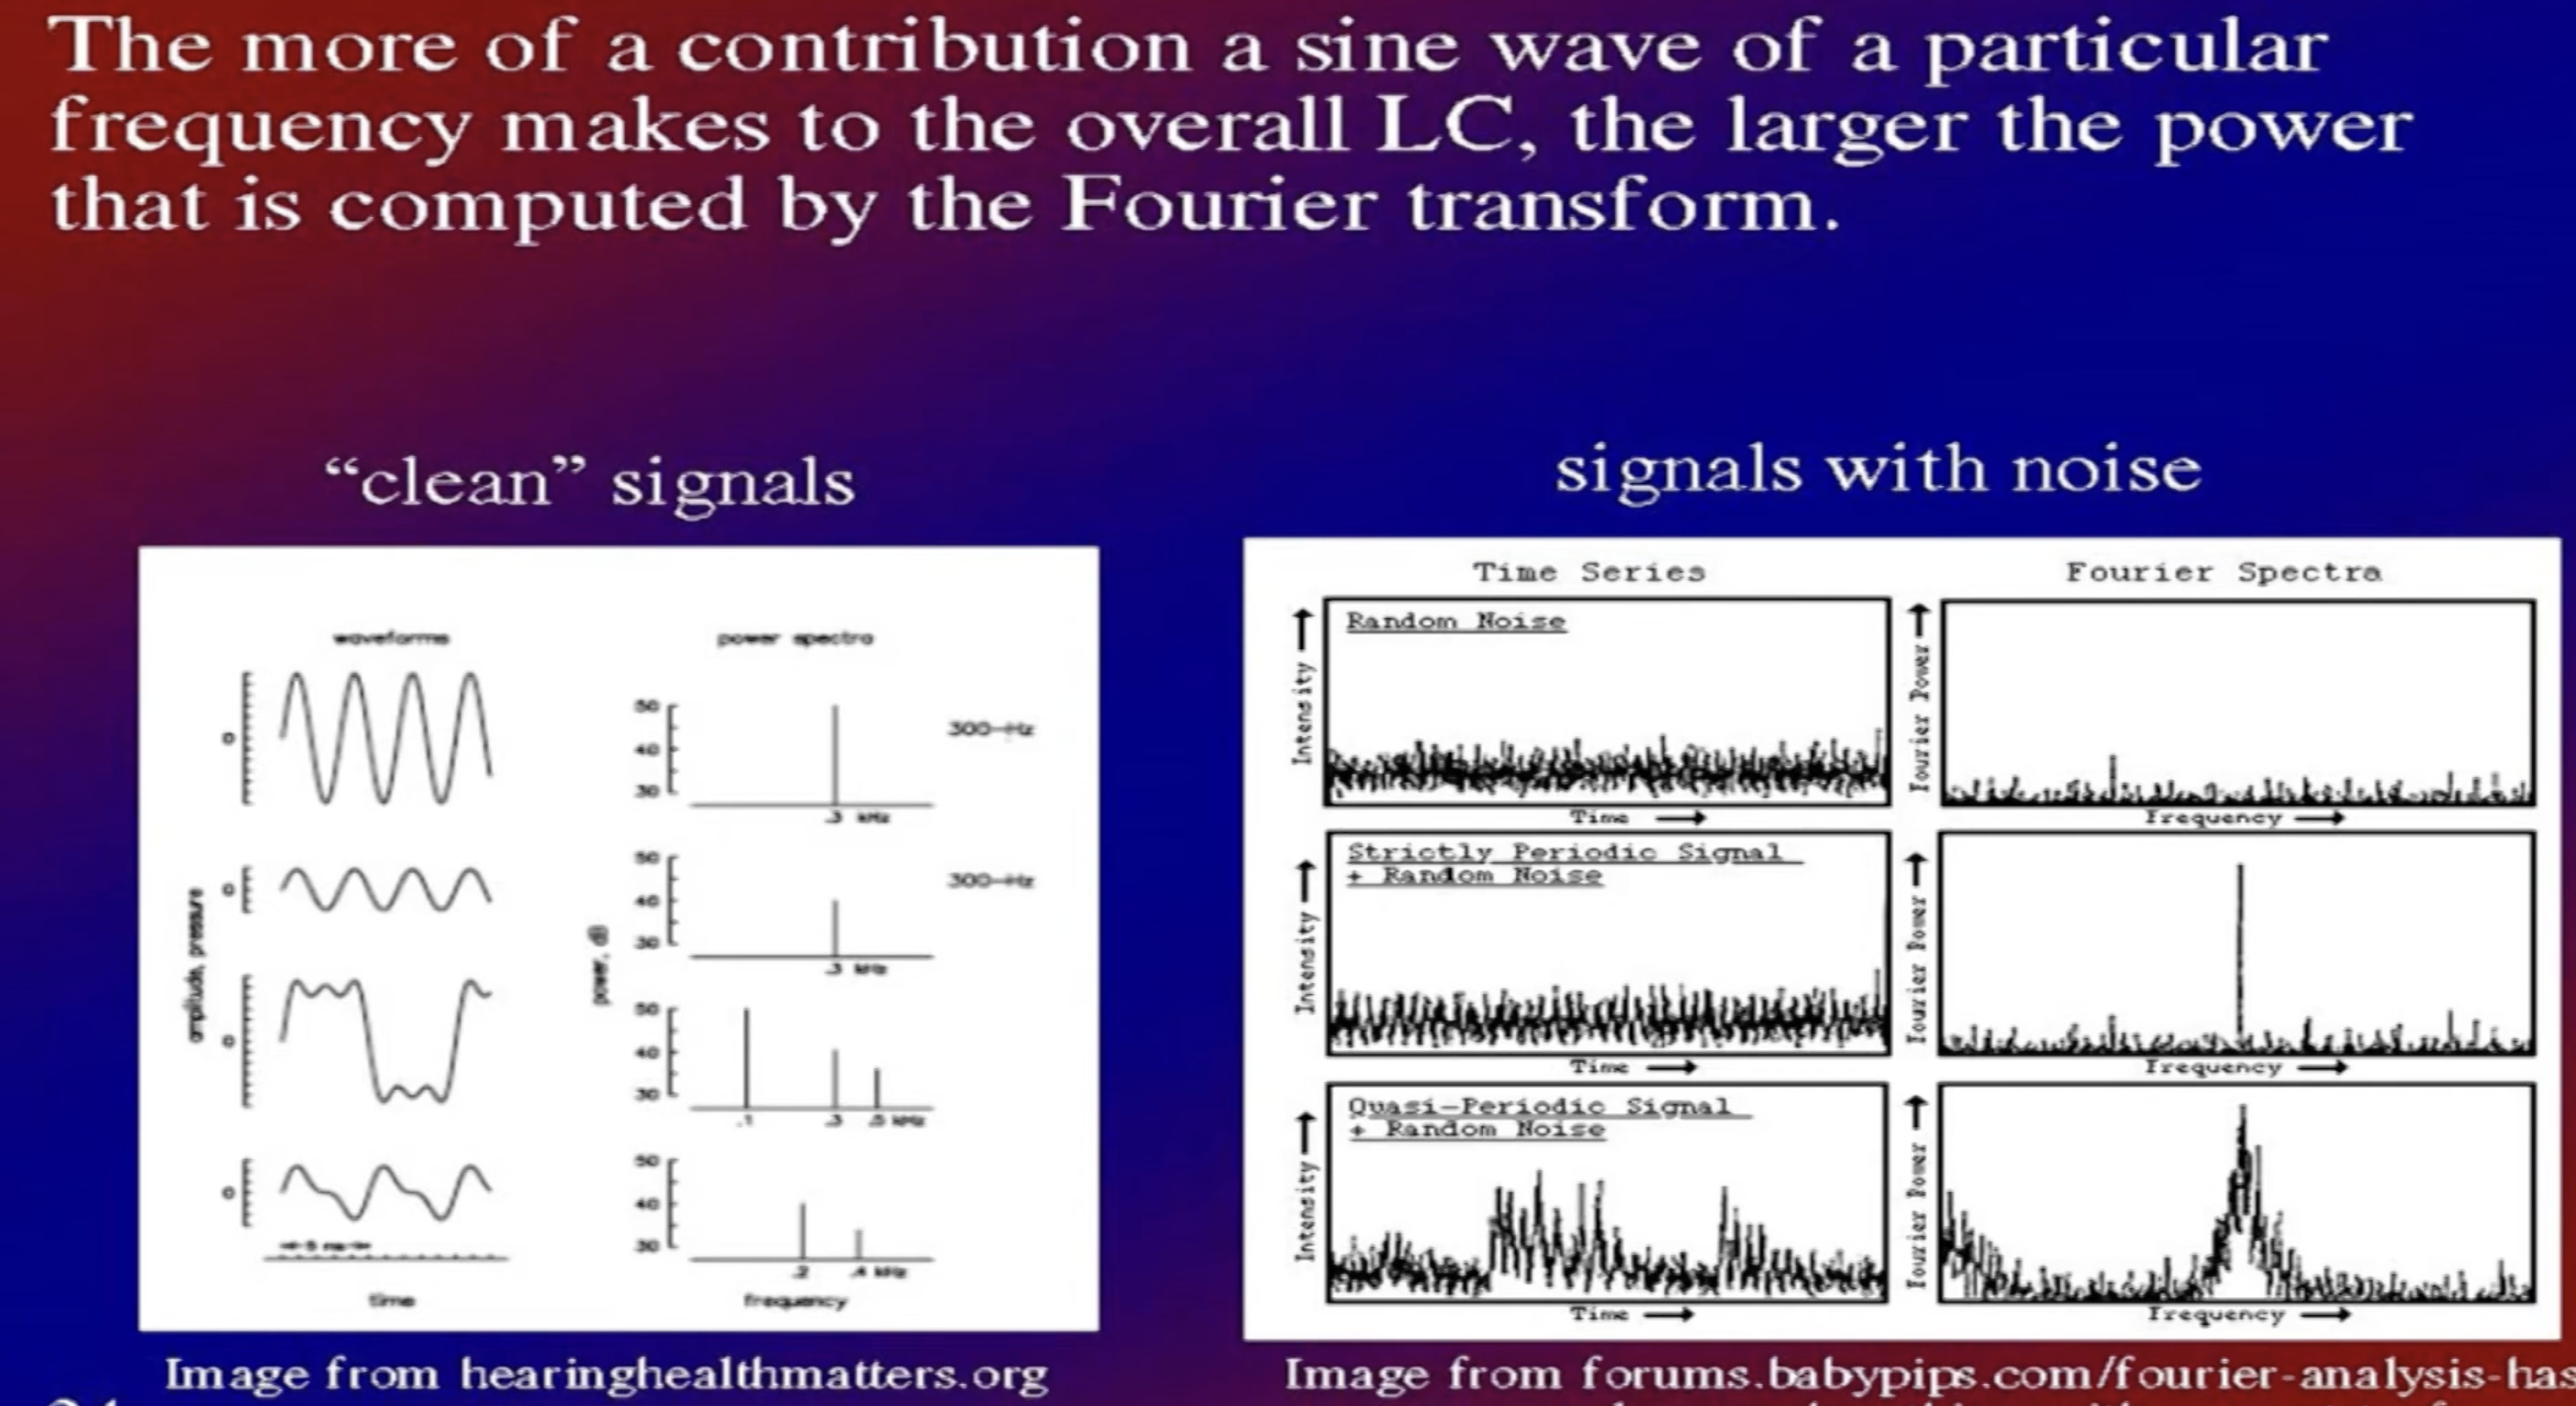 The more of a contribution a sine wave of a particular
frequency makes to the overall LC, the larger the power
that is computed by the Fourier transform.
“clean” signals
waveforms
power spectra
0
50
40
30
300-Hz
.3 kHz
0
50
40
30
300-Hz
.3 kHz
amplitude, pressure
power, dB
0
50
40
30
.1
.3
.5 kHz
0
50
40
30
.2
.4 kHz
time
frequency
Image from hearinghealthmatters.org
signals with noise
Time Series
Fourier Spectra
Random Noise
Intensity
Time
Fourier Power
Frequency
Strictly Periodic Signal
+ Random Noise
Intensity
Time
Fourier Power
Frequency
Quasi-Periodic Signal
+ Random Noise
Intensity
Time
Fourier Power
Frequency
Image from forums.babypips.com/fourier-analysis-has